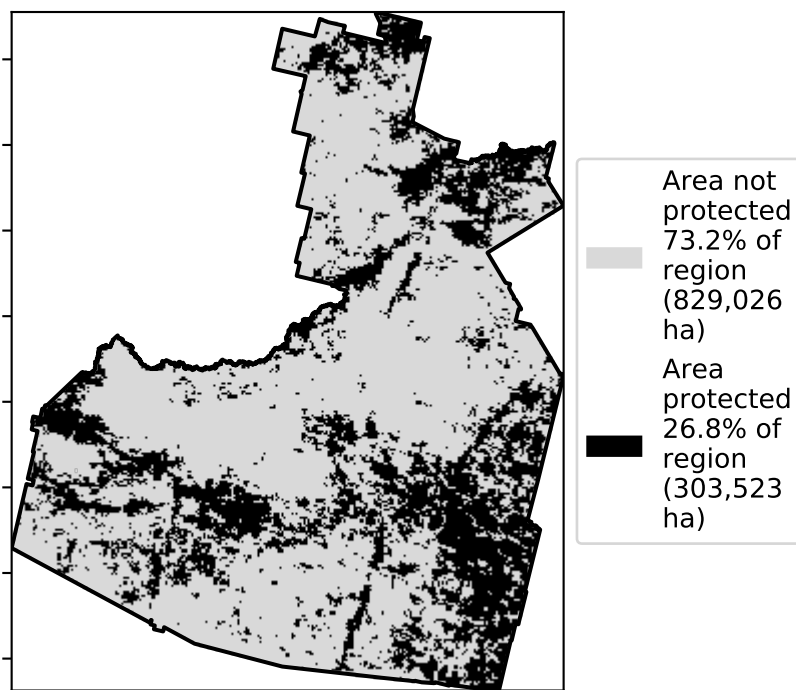 Area not
protected
73.2% of
region
(829,026
ha)
Area
protected
26.8% of
region
(303,523
ha)